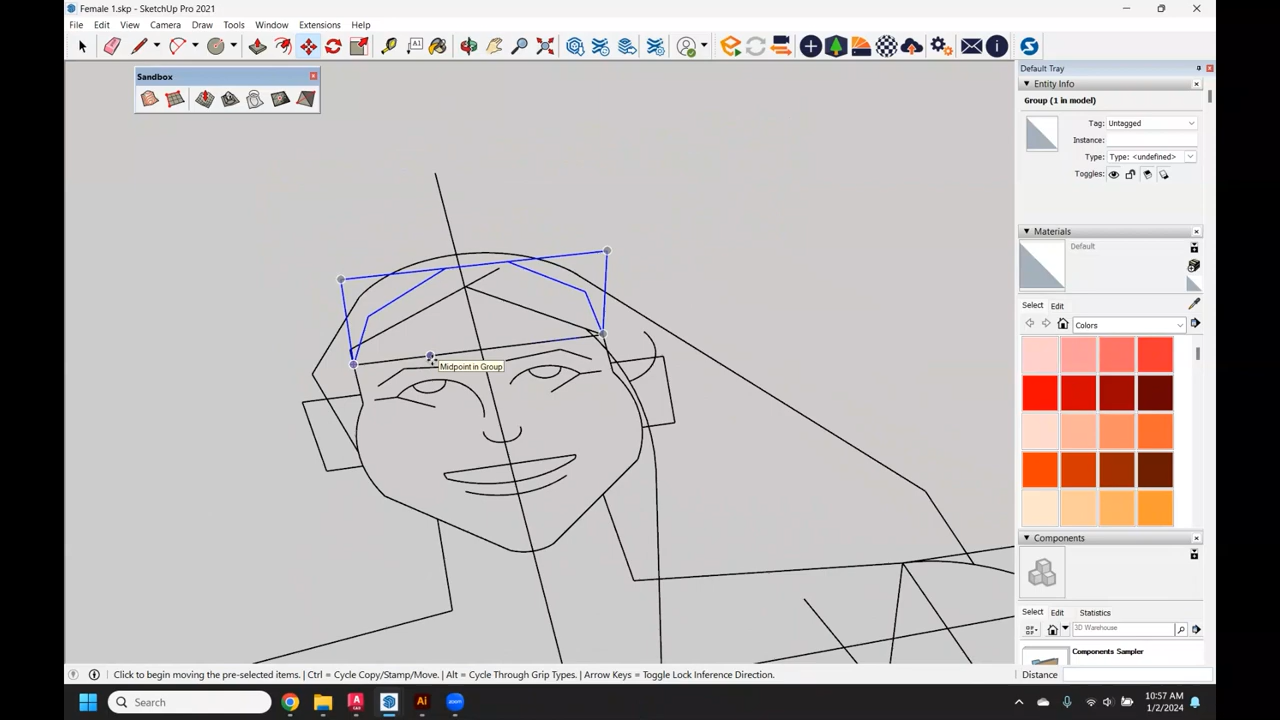 Female 1.skp - SketchUp Pro 2021
File Edit View Camera Draw Tools Window Extensions Help
Sandbox
Default Tray
Entity Info
Group (1 in model)
Tag: Untagged
Instance:
Type: Type: <undefined>
Toggles:
Materials
Default
Select Edit
Colors
Components
Select Edit Statistics
3D Warehouse
Components Sampler
Midpoint in Group
Click to begin moving the pre-selected items. | Ctrl = Cycle Copy/Stamp/Move. | Alt = Cycle Through Grip Types. | Arrow Keys = Toggle Lock Inference Direction.
Distance
Search
10:57 AM
1/2/2024